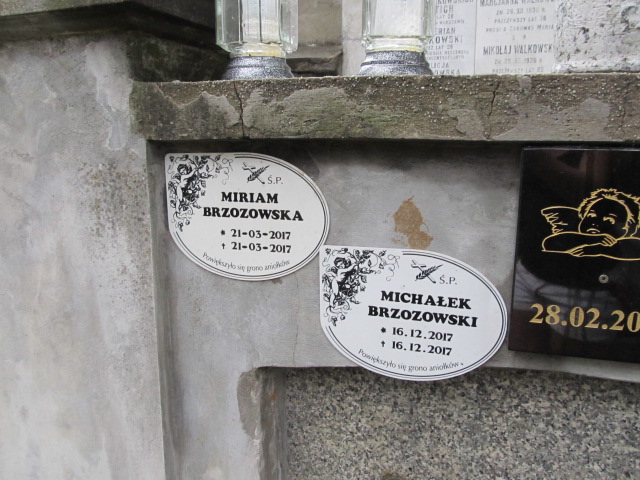 MIKOŁAJ WALKOWSKI
Ś.P.
MIRIAM
BRZOZOWSKA
* 21-03-2017
† 21-03-2017
Powiększyło się grono aniołków
Ś.P.
MICHAŁEK
BRZOZOWSKI
* 16.12.2017
† 16.12.2017
Powiększyło się grono aniołków
28.02.20